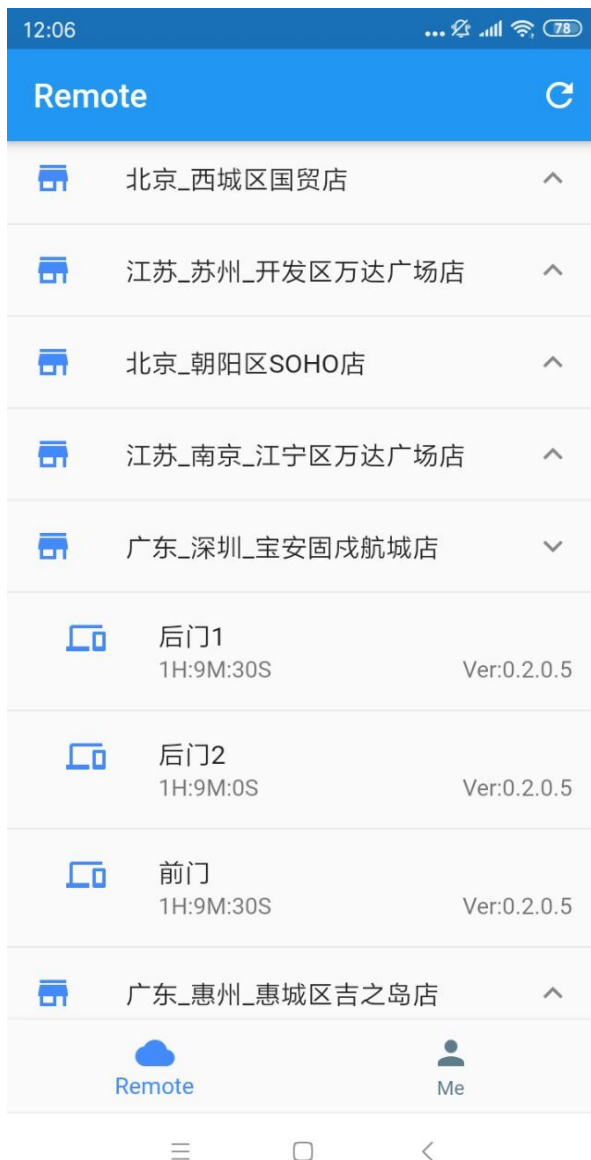 12:06
78
Remote
北京_西城区国贸店
江苏_苏州_开发区万达广场店
北京_朝阳区SOHO店
江苏_南京_江宁区万达广场店
广东_深圳_宝安固戍航城店
后门1
1H:9M:30S
Ver:0.2.0.5
后门2
1H:9M:0S
Ver:0.2.0.5
前门
1H:9M:30S
Ver:0.2.0.5
广东_惠州_惠城区吉之岛店
Remote
Me